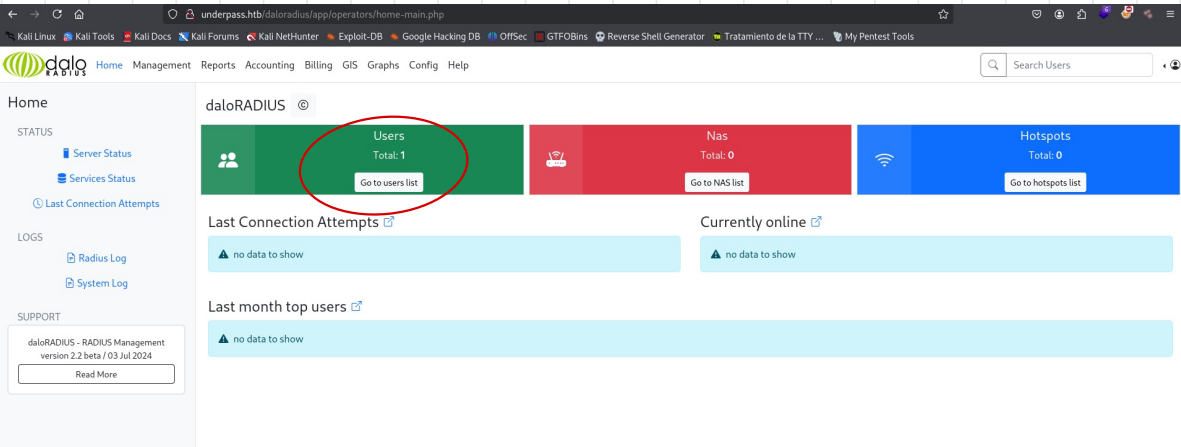 underpass.htb/daloradius/app/operators/home-main.php
Kali Linux Kali Tools Kali Docs Kali Forums Kali NetHunter Exploit-DB Google Hacking DB OffSec GTFOBins Reverse Shell Generator Tratamiento de la TTY ... My Pentest Tools
dalo RADIUS Home Management Reports Accounting Billing GIS Graphs Config Help Search Users
Home
STATUS
Server Status
Services Status
Last Connection Attempts
LOGS
Radius Log
System Log
SUPPORT
daloRADIUS - RADIUS Management
version 2.2 beta / 03 Jul 2024
Read More
daloRADIUS ©
Users
Total: 1
Go to users list
Nas
Total: 0
Go to NAS list
Hotspots
Total: 0
Go to hotspots list
Last Connection Attempts
no data to show
Currently online
no data to show
Last month top users
no data to show